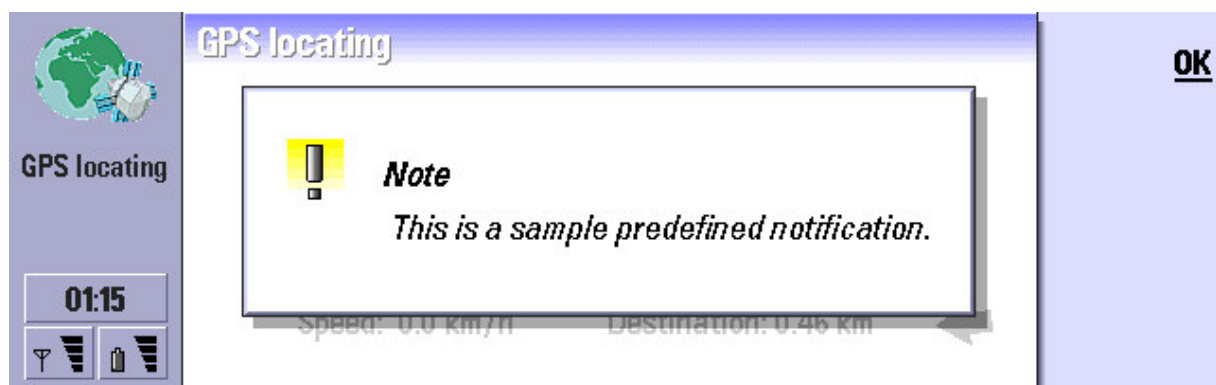 GPS locating
OK
GPS locating
Note
This is a sample predefined notification.
01:15
Speed: 0.0 km/h Destination: 0.46 km